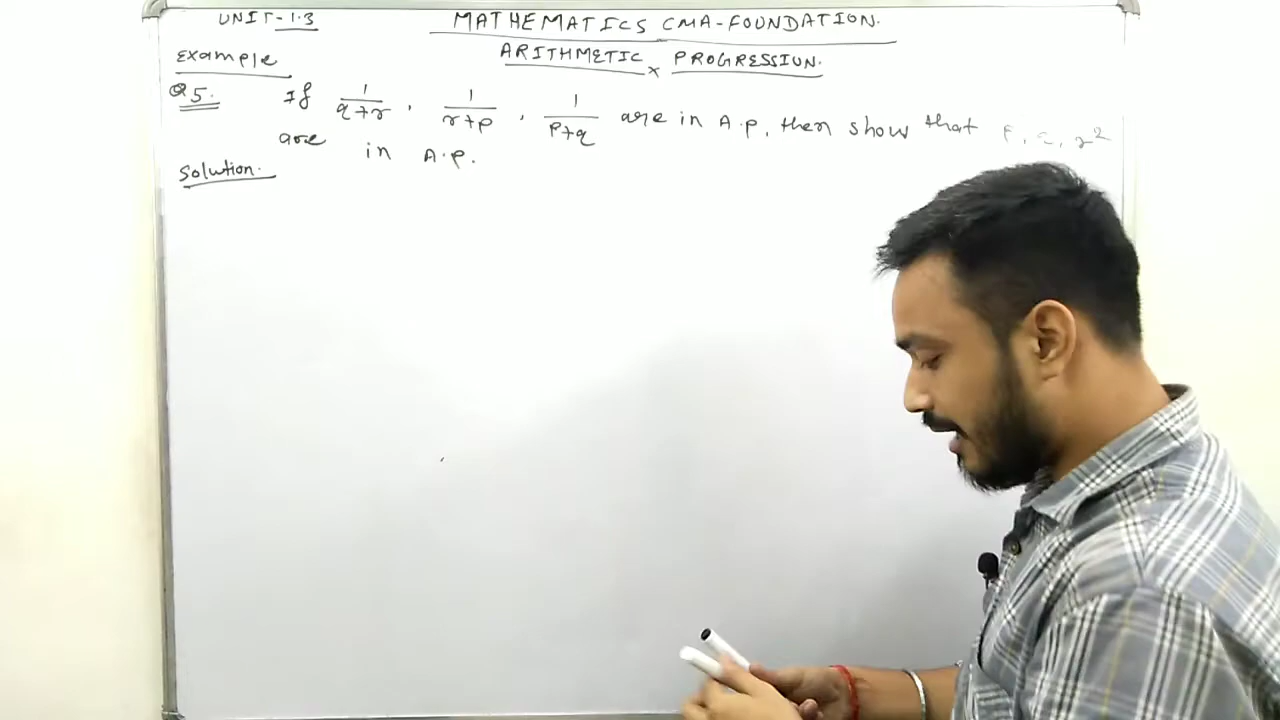 UNIT-1.3
MATHEMATICS CMA-FOUNDATION.
ARITHMETIC PROGRESSION.
Example
Q5. If 1/(q+r), 1/(r+p), 1/(p+q) are in A.p, then show that r²
are in A.p.
Solution.